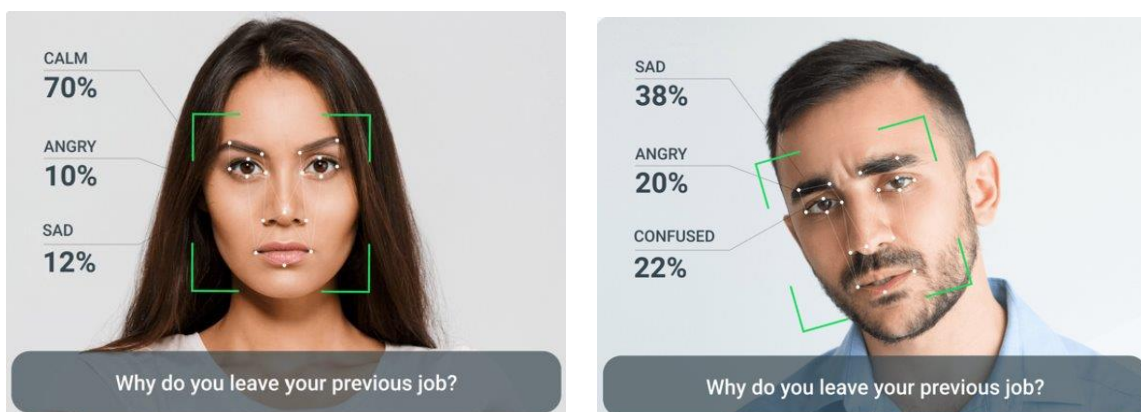 CALM
70%
ANGRY
10%
SAD
12%
Why do you leave your previous job?
SAD
38%
ANGRY
20%
CONFUSED
22%
Why do you leave your previous job?